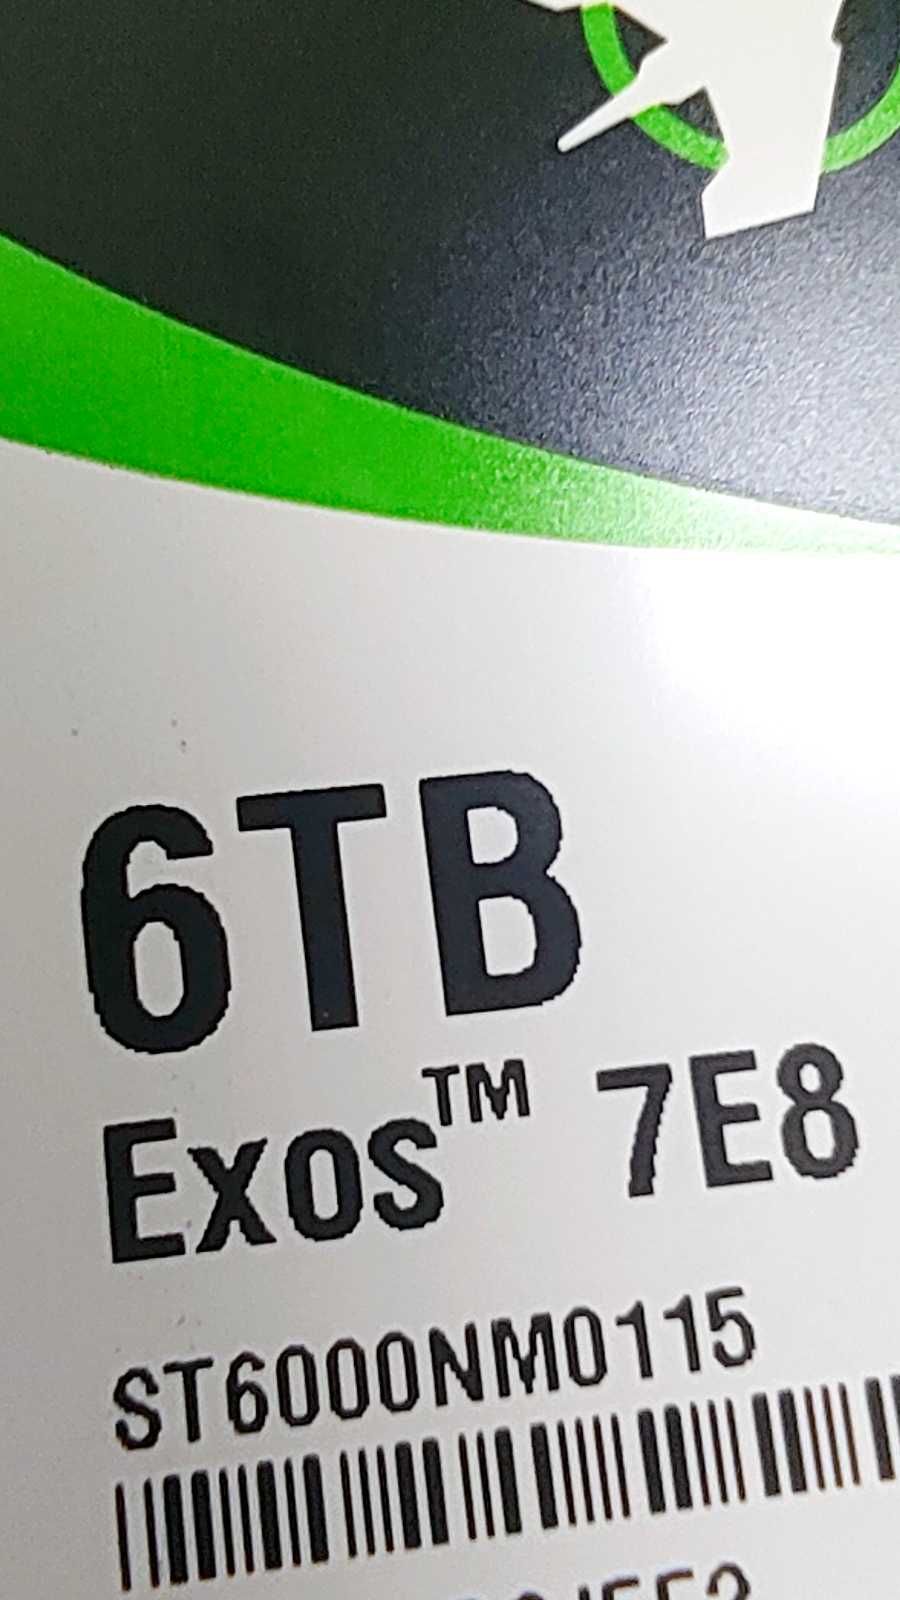 6TB
Exos™ 7E8
ST6000NM0115